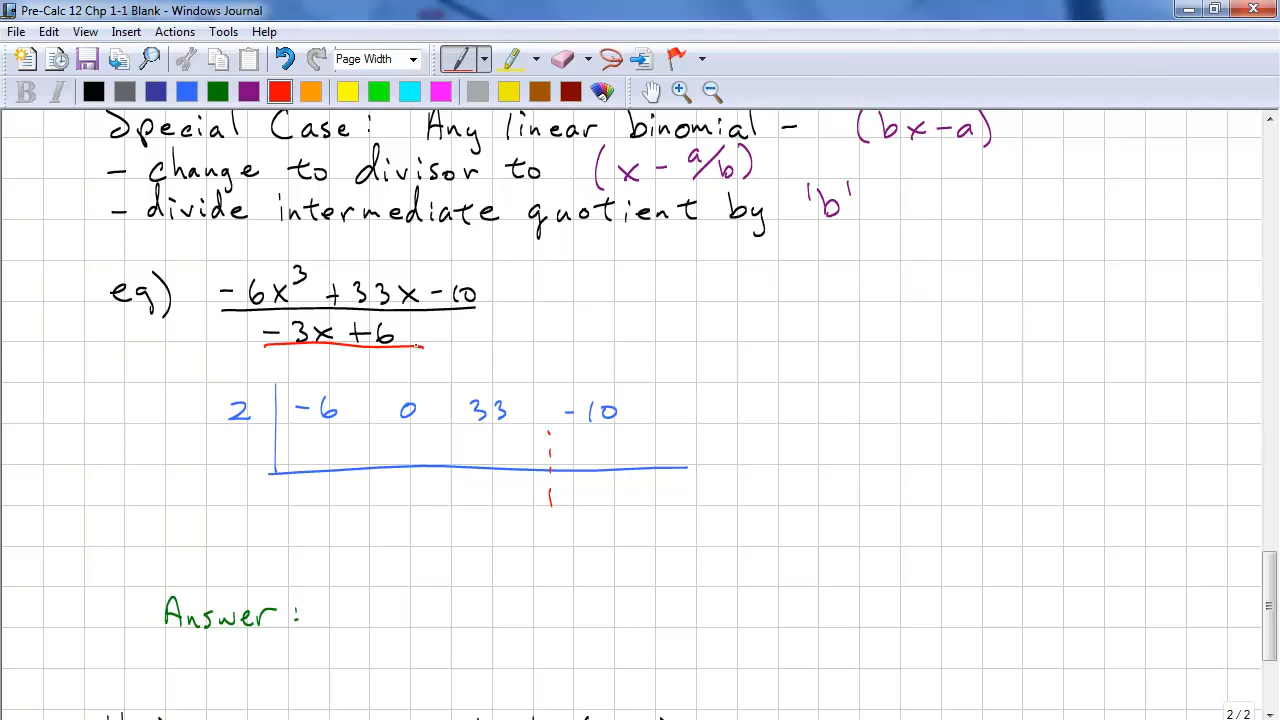 Pre-Calc 12 Chp 1-1 Blank - Windows Journal
File Edit View Insert Actions Tools Help
Page Width
B I
Special Case: Any linear binomial - (bx-a)
- change to divisor to (x - a/b)
- divide intermediate quotient by 'b'
eg) -6x³ +33x -10
-3x +6
2 -6 0 33 -10
Answer:
2/2